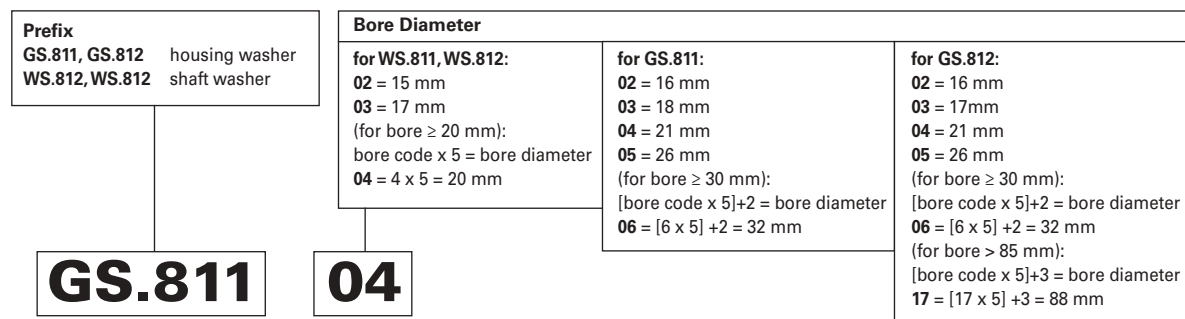 Prefix
GS.811, GS.812 housing washer
WS.812, WS.812 shaft washer
Bore Diameter
for WS.811, WS.812:
02 = 15 mm
03 = 17 mm
(for bore ≥ 20 mm):
bore code x 5 = bore diameter
04 = 4 x 5 = 20 mm
for GS.811:
02 = 16 mm
03 = 18 mm
04 = 21 mm
05 = 26 mm
(for bore ≥ 30 mm):
[bore code x 5]+2 = bore diameter
06 = [6 x 5] +2 = 32 mm
for GS.812:
02 = 16 mm
03 = 17mm
04 = 21 mm
05 = 26 mm
(for bore ≥ 30 mm):
[bore code x 5]+2 = bore diameter
06 = [6 x 5] +2 = 32 mm
(for bore > 85 mm):
[bore code x 5]+3 = bore diameter
17 = [17 x 5] +3 = 88 mm
GS.811 04